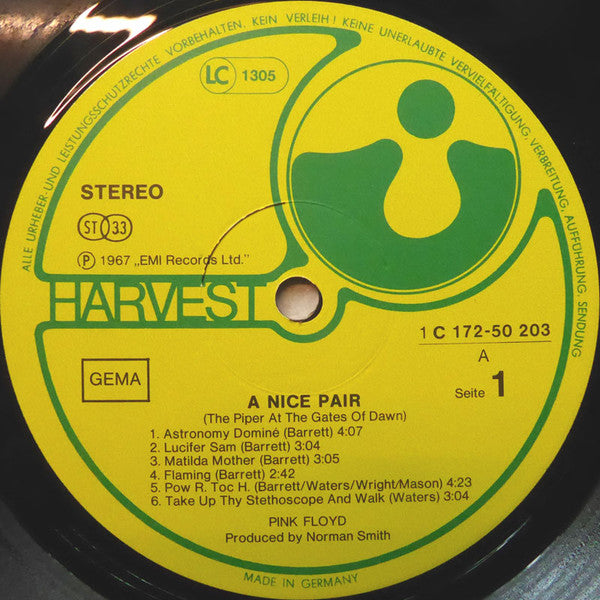 ALLE URHEBER- UND LEISTUNGSSCHUTZRECHTE VORBEHALTEN. KEIN VERLEIH! KEINE UNERLAUBTE VERVIELFÄLTIGUNG, VERBREITUNG, AUFFÜHRUNG, SENDUNG
LC 1305
STEREO
ST 33
Ⓟ 1967 „EMI Records Ltd.”
HARVEST
1 C 172-50 203
A
GEMA
Seite 1
A NICE PAIR
(The Piper At The Gates Of Dawn)
1. Astronomy Dominé (Barrett) 4:07
2. Lucifer Sam (Barrett) 3:04
3. Matilda Mother (Barrett) 3:05
4. Flaming (Barrett) 2:42
5. Pow R. Toc H. (Barrett/Waters/Wright/Mason) 4:23
6. Take Up Thy Stethoscope And Walk (Waters) 3:04
PINK FLOYD
Produced by Norman Smith
MADE IN GERMANY